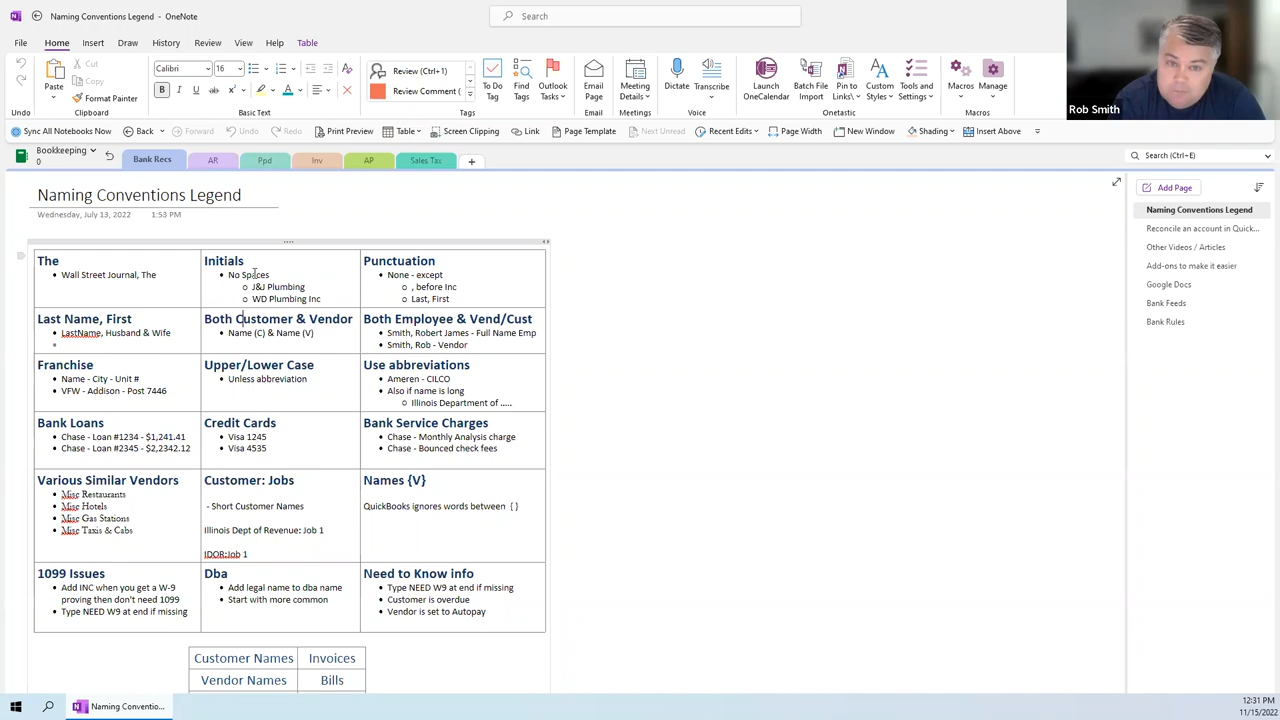 Naming Conventions Legend - OneNote
Search
Rob Smith
File Home Insert Draw History Review View Help Table
Paste
Cut
Copy
Format Painter
Undo
Clipboard
Calibri 16
B I U ab x² A
Basic Text
Review (Ctrl+1)
Review Comment (
Tags
To Do Tag
Find Tags
Outlook Tasks
Email Page
Email
Meeting Details
Meetings
Dictate
Transcribe
Voice
Launch OneCalendar
Batch File Import
Pin to Links\
Custom Styles
Tools and Settings
Onetastic
Macros
Manage
Macros
Sync All Notebooks Now Back Forward Undo Redo Print Preview Table Screen Clipping Link Page Template Next Unread Recent Edits Page Width New Window Shading Insert Above
Bookkeeping
0
Bank Recs AR Ppd Inv AP Sales Tax +
Search (Ctrl+E)
Naming Conventions Legend
Wednesday, July 13, 2022 1:53 PM
The
• Wall Street Journal, The
Initials
• No Spaces
o J&J Plumbing
o WD Plumbing Inc
Punctuation
• None - except
o , before Inc
o Last, First
Last Name, First
• LastName, Husband & Wife
•
Both Customer & Vendor
• Name (C) & Name (V)
Both Employee & Vend/Cust
• Smith, Robert James - Full Name Emp
• Smith, Rob - Vendor
Franchise
• Name - City - Unit #
• VFW - Addison - Post 7446
Upper/Lower Case
• Unless abbreviation
Use abbreviations
• Ameren - CILCO
• Also if name is long
o Illinois Department of .....
Bank Loans
• Chase - Loan #1234 - $1,241.41
• Chase - Loan #2345 - $2,2342.12
Credit Cards
• Visa 1245
• Visa 4535
Bank Service Charges
• Chase - Monthly Analysis charge
• Chase - Bounced check fees
Various Similar Vendors
• Misc Restaurants
• Misc Hotels
• Misc Gas Stations
• Misc Taxis & Cabs
Customer: Jobs
- Short Customer Names
Illinois Dept of Revenue: Job 1
IDOR:Job 1
Names {V}
QuickBooks ignores words between { }
1099 Issues
• Add INC when you get a W-9
proving then don't need 1099
• Type NEED W9 at end if missing
Dba
• Add legal name to dba name
• Start with more common
Need to Know info
• Type NEED W9 at end if missing
• Customer is overdue
• Vendor is set to Autopay
Customer Names Invoices
Vendor Names Bills
Add Page
Naming Conventions Legend
Reconcile an account in Quick...
Other Videos / Articles
Add-ons to make it easier
Google Docs
Bank Feeds
Bank Rules
Naming Conventio...
12:31 PM
11/15/2022